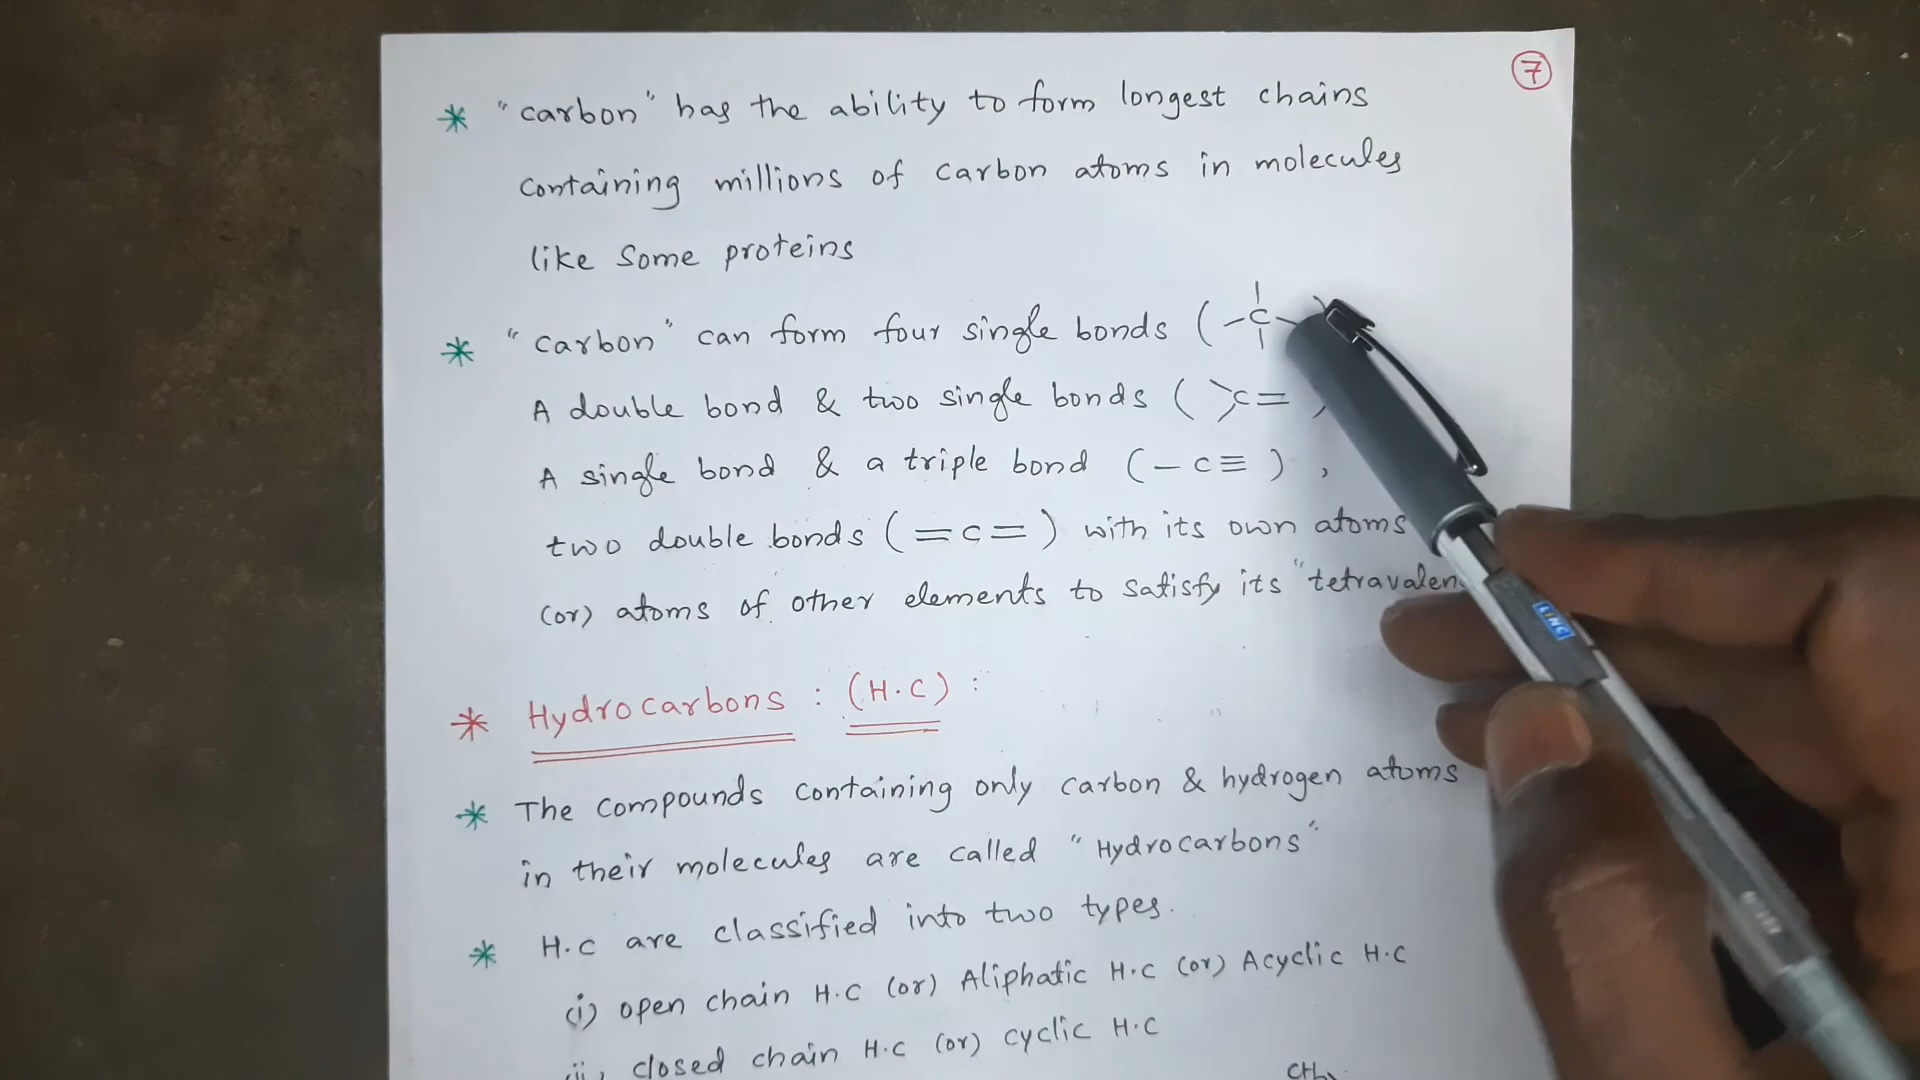 7
* "carbon" has the ability to form longest chains
containing millions of carbon atoms in molecules
like some proteins
* "carbon" can form four single bonds (-C-
A double bond & two single bonds ( >C= )
A single bond & a triple bond (-C≡),
two double bonds (=C=) with its own atoms
(or) atoms of other elements to satisfy its "tetravalen
* Hydrocarbons : (H.C) :
* The compounds containing only carbon & hydrogen atoms
in their molecules are called "Hydrocarbons"
* H.C are classified into two types.
(i) open chain H.C (or) Aliphatic H.C (or) Acyclic H.C
ii, closed chain H.C (or) cyclic H.C
LINC